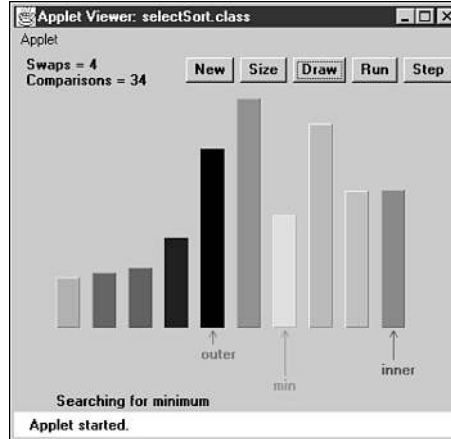 Applet Viewer: selectSort.class
Applet
Swaps = 4
Comparisons = 34
New Size Draw Run Step
outer
min
inner
Searching for minimum
Applet started.